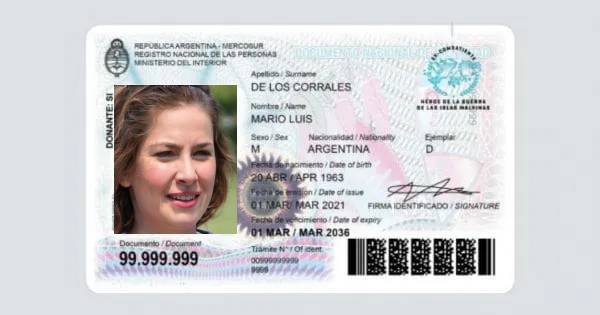 REPÚBLICA ARGENTINA - MERCOSUR
REGISTRO NACIONAL DE LAS PERSONAS
MINISTERIO DEL INTERIOR
DOCUMENTO NACIONAL DE
EX-COMBATIENTE
HÉROE DE LA GUERRA
DE LAS ISLAS MALVINAS
DONANTE: SI
Apellido / Surname
DE LOS CORRALES
Nombre / Name
MARIO LUIS
Sexo / Sex Nacionalidad / Nationality Ejemplar
M ARGENTINA D
Fecha de nacimiento / Date of birth
20 ABR / APR 1963
Fecha de emisión / Date of issue
01 MAR/ MAR 2021
FIRMA IDENTIFICADO / SIGNATURE
Fecha de vencimiento / Date of expiry
01 MAR / MAR 2036
Documento / Document
99.999.999
Trámite N° / Of. ident.
00999999999
9999